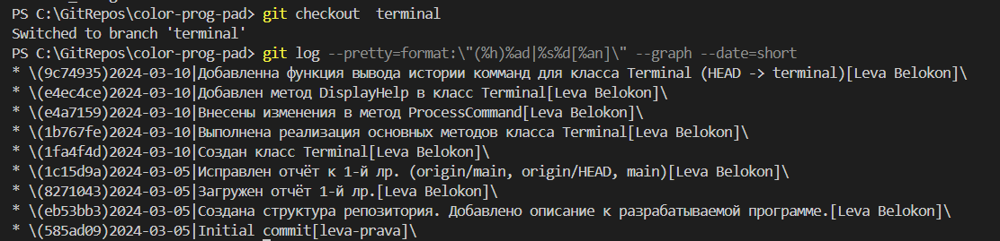 PS C:\GitRepos\color-prog-pad> git checkout  terminal
Switched to branch 'terminal'
PS C:\GitRepos\color-prog-pad> git log --pretty=format:\"(%h)%ad|%s%d[%an]\" --graph --date=short
* \(9c74935)2024-03-10|Добавленна функция вывода истории комманд для класса Terminal (HEAD -> terminal)[Leva Belokon]\
* \(e4ec4ce)2024-03-10|Добавлен метод DisplayHelp в класс Terminal[Leva Belokon]\
* \(e4a7159)2024-03-10|Внесены изменения в метод ProcessCommand[Leva Belokon]\
* \(1b767fe)2024-03-10|Выполнена реализация основных методов класса Terminal[Leva Belokon]\
* \(1fa4f4d)2024-03-10|Создан класс Terminal[Leva Belokon]\
* \(1c15d9a)2024-03-05|Исправлен отчёт к 1-й лр. (origin/main, origin/HEAD, main)[Leva Belokon]\
* \(8271043)2024-03-05|Загружен отчёт 1-й лр.[Leva Belokon]\
* \(eb53bb3)2024-03-05|Создана структура репозитория. Добавлено описание к разрабатываемой программе.[Leva Belokon]\
* \(585ad09)2024-03-05|Initial commit[leva-prava]\